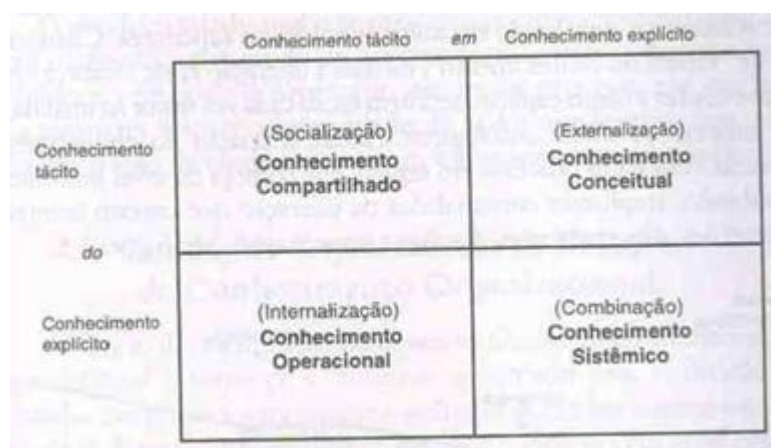 Conhecimento tácito em Conhecimento explícito
Conhecimento
tácito
(Socialização)
Conhecimento
Compartilhado
(Externalização)
Conhecimento
Conceitual
do
Conhecimento
explícito
(Internalização)
Conhecimento
Operacional
(Combinação)
Conhecimento
Sistêmico